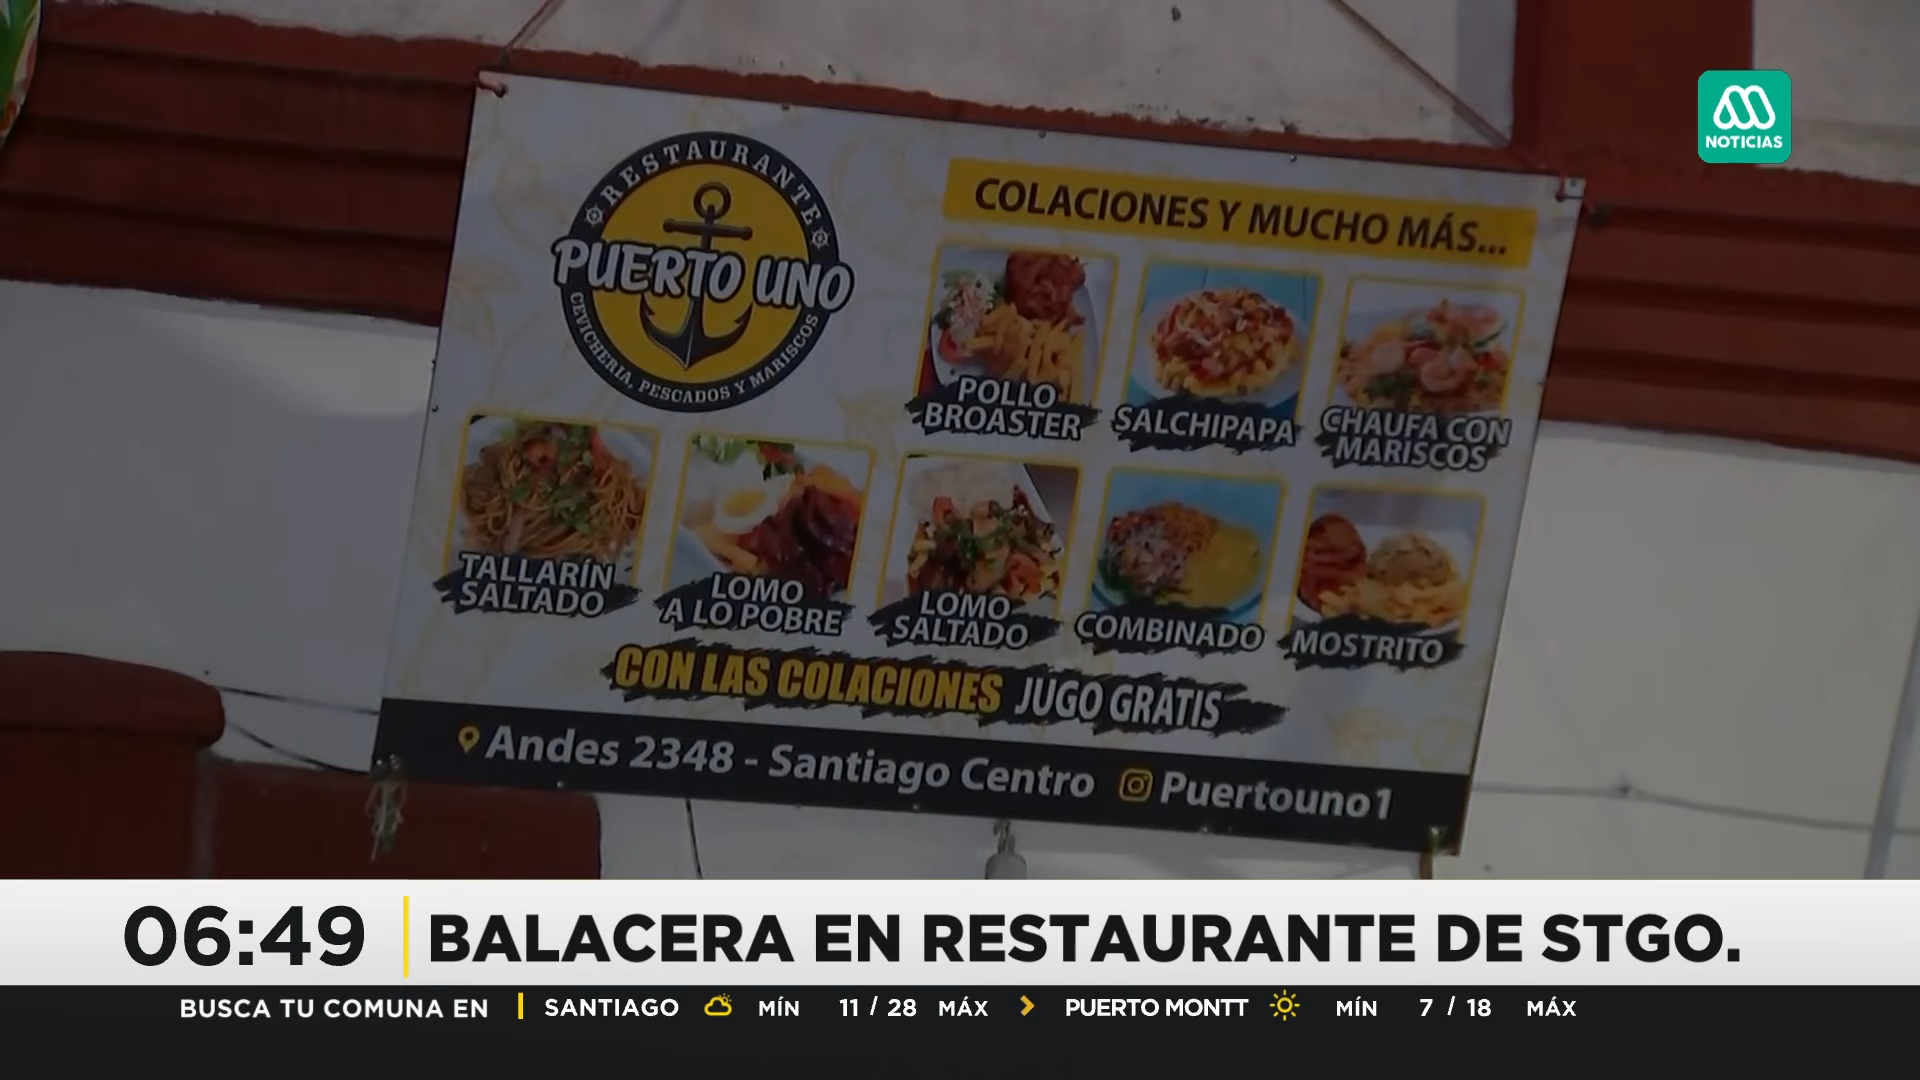 NOTICIAS
RESTAURANTE
PUERTO UNO
CEVICHERIA, PESCADOS Y MARISCOS
COLACIONES Y MUCHO MÁS...
POLLO
BROASTER
SALCHIPAPA
CHAUFA CON
MARISCOS
TALLARÍN
SALTADO
LOMO
A LO POBRE
LOMO
SALTADO
COMBINADO
MOSTRITO
CON LAS COLACIONES JUGO GRATIS
Andes 2348 - Santiago Centro Puertouno1
06:49 BALACERA EN RESTAURANTE DE STGO.
BUSCA TU COMUNA EN SANTIAGO MÍN 11 / 28 MÁX PUERTO MONTT MÍN 7 / 18 MÁX